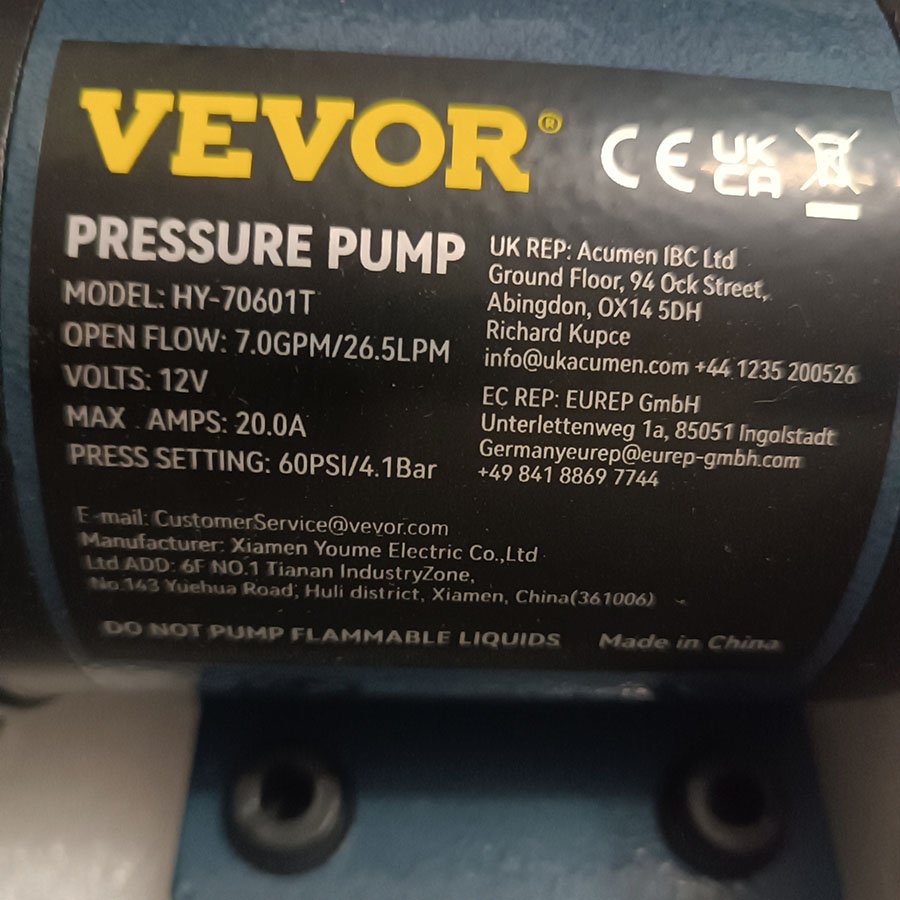 VEVOR®
CE UK CA
PRESSURE PUMP
MODEL: HY-70601T
OPEN FLOW: 7.0GPM/26.5LPM
VOLTS: 12V
MAX . AMPS: 20.0A
PRESS SETTING: 60PSI/4.1Bar
UK REP: Acumen IBC Ltd
Ground Floor, 94 Ock Street,
Abingdon, OX14 5DH
Richard Kupce
info@ukacumen.com +44 1235 200526
EC REP: EUREP GmbH
Unterlettenweg 1a, 85051 Ingolstadt
Germanyeurep@eurep-gmbh.com
+49 841 8869 7744
E-mail: CustomerService@vevor.com
Manufacturer: Xiamen Youme Electric Co.,Ltd
Ltd ADD: 6F NO.1 Tianan IndustryZone,
No.143 Yuehua Road, Huli district, Xiamen, China(361006)
DO NOT PUMP FLAMMABLE LIQUIDS Made in China